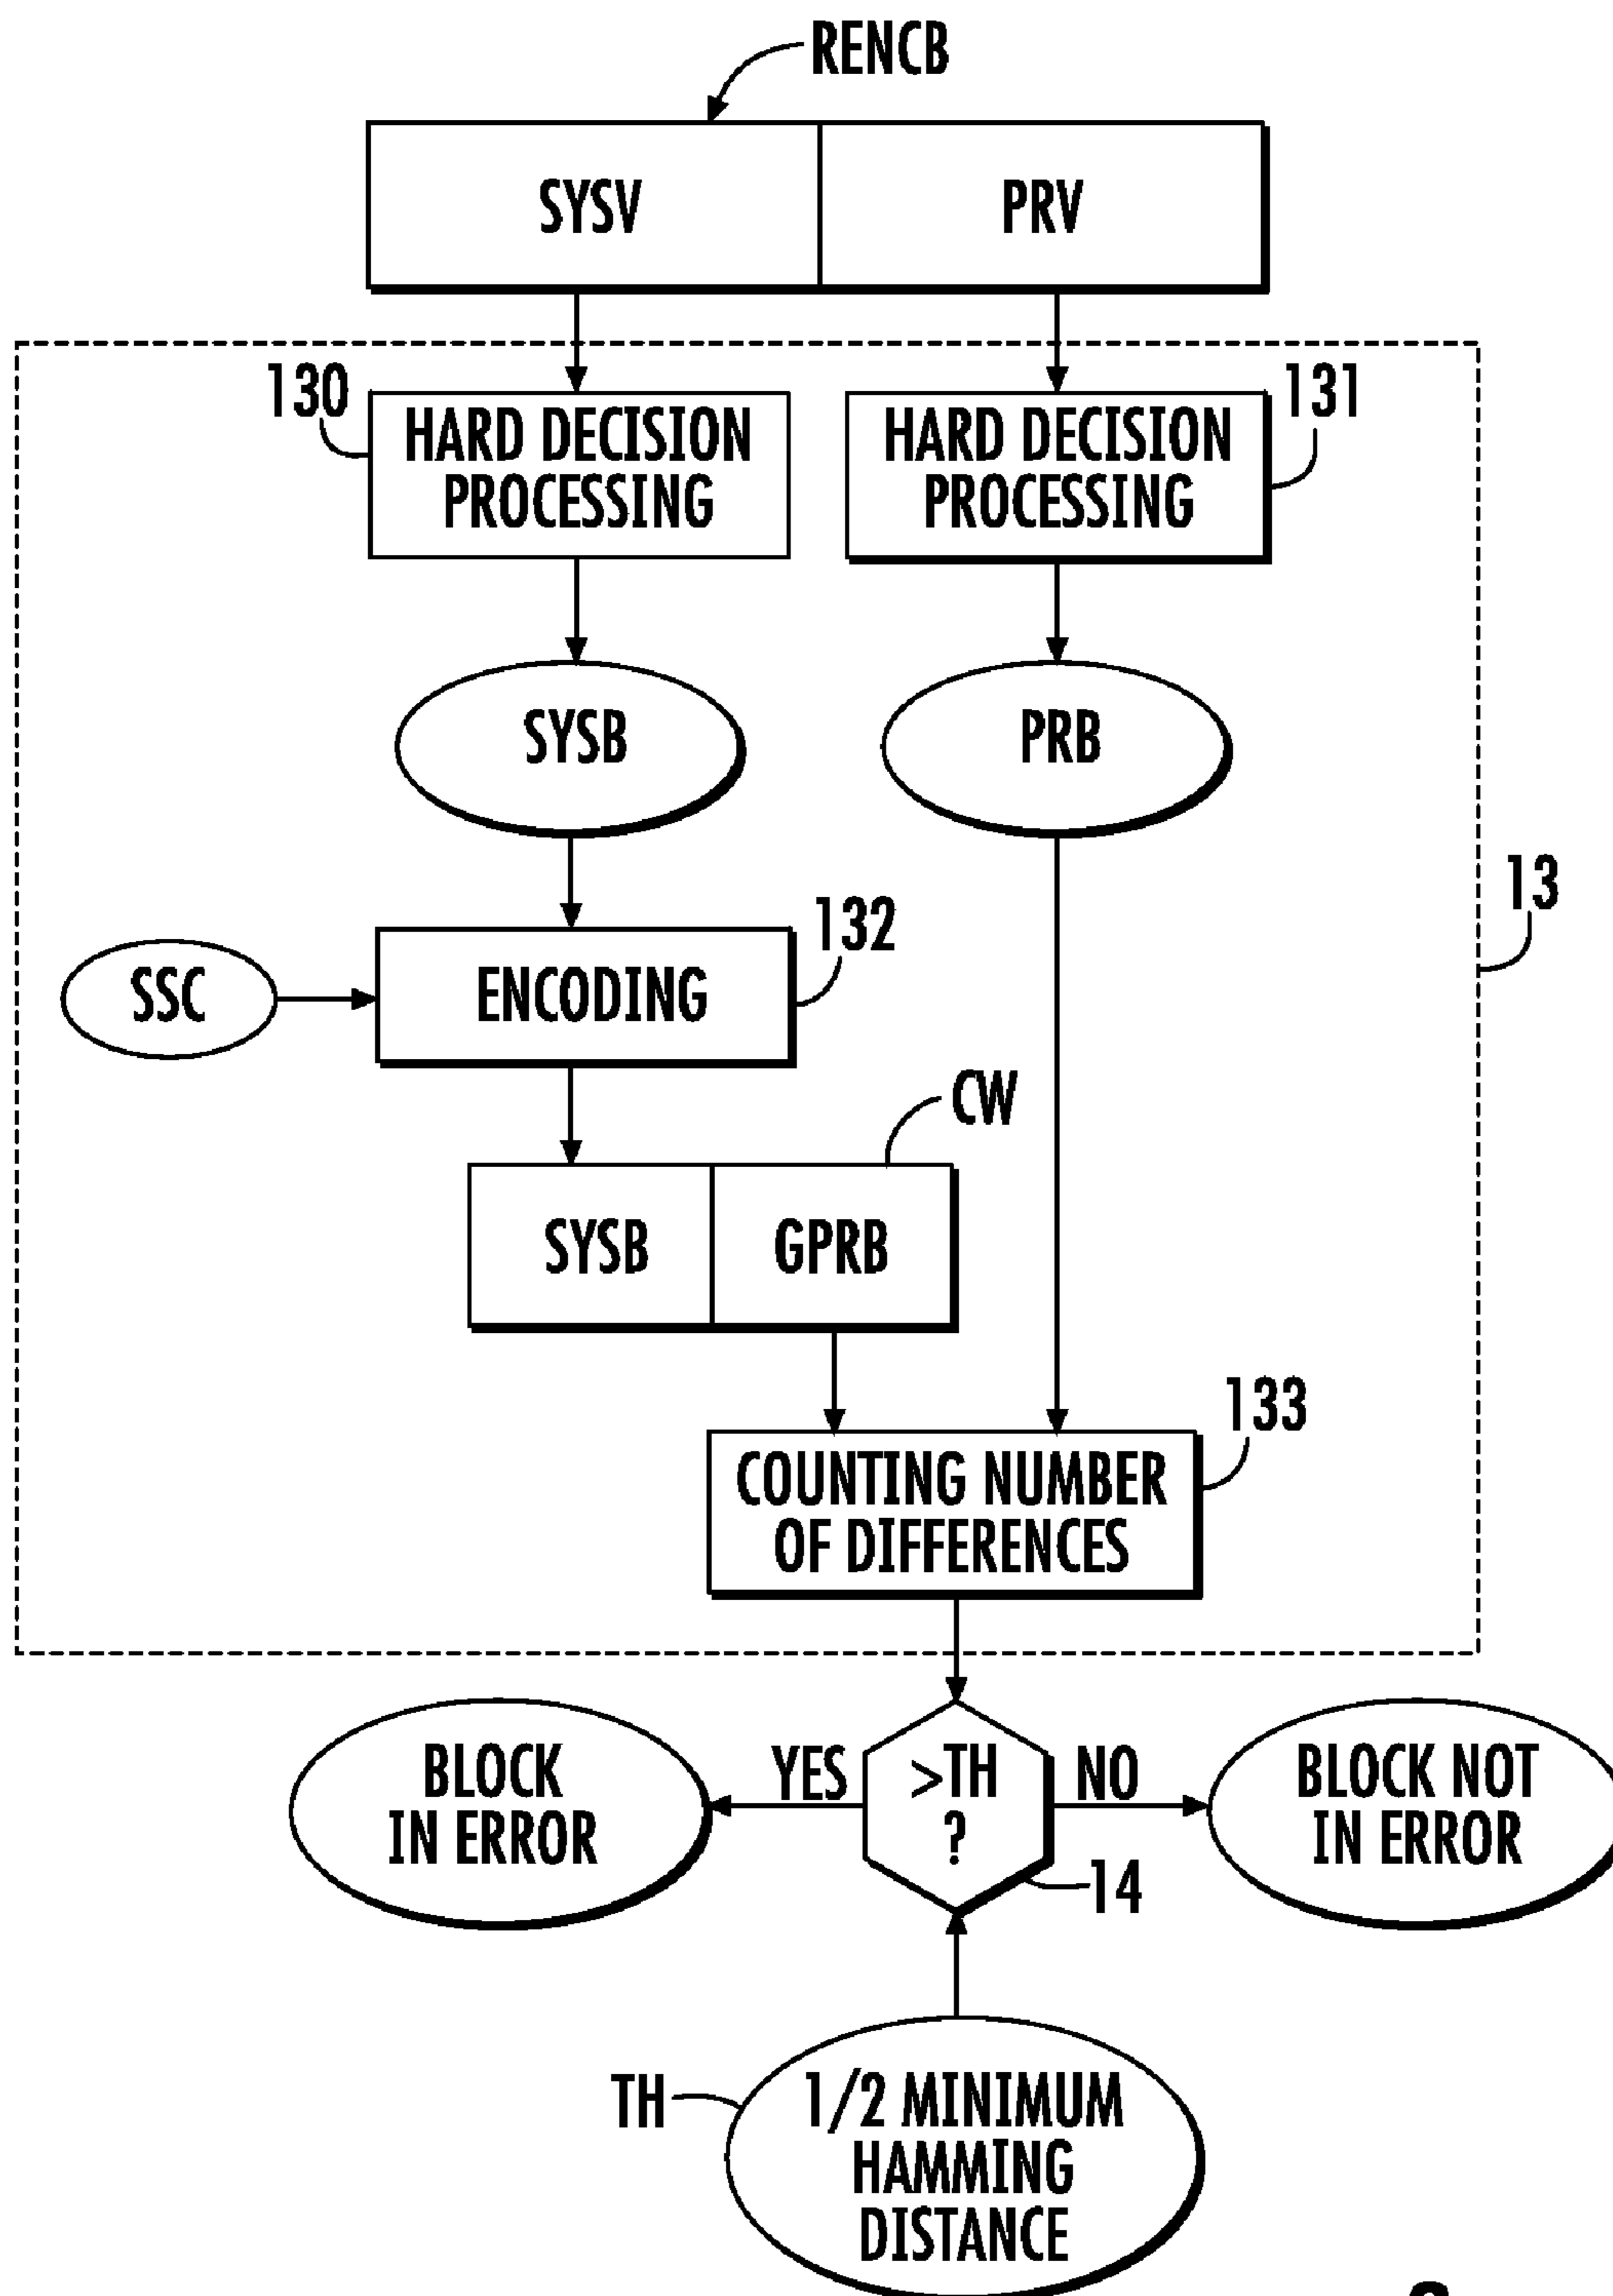 RENCB
SYSV
PRV
130
HARD DECISION
PROCESSING
HARD DECISION
PROCESSING
131
SYSB
PRB
13
132
SSC
ENCODING
CW
SYSB
GPRB
133
COUNTING NUMBER
OF DIFFERENCES
BLOCK
IN ERROR
YES
>TH
?
NO
BLOCK NOT
IN ERROR
14
TH
1/2 MINIMUM
HAMMING
DISTANCE